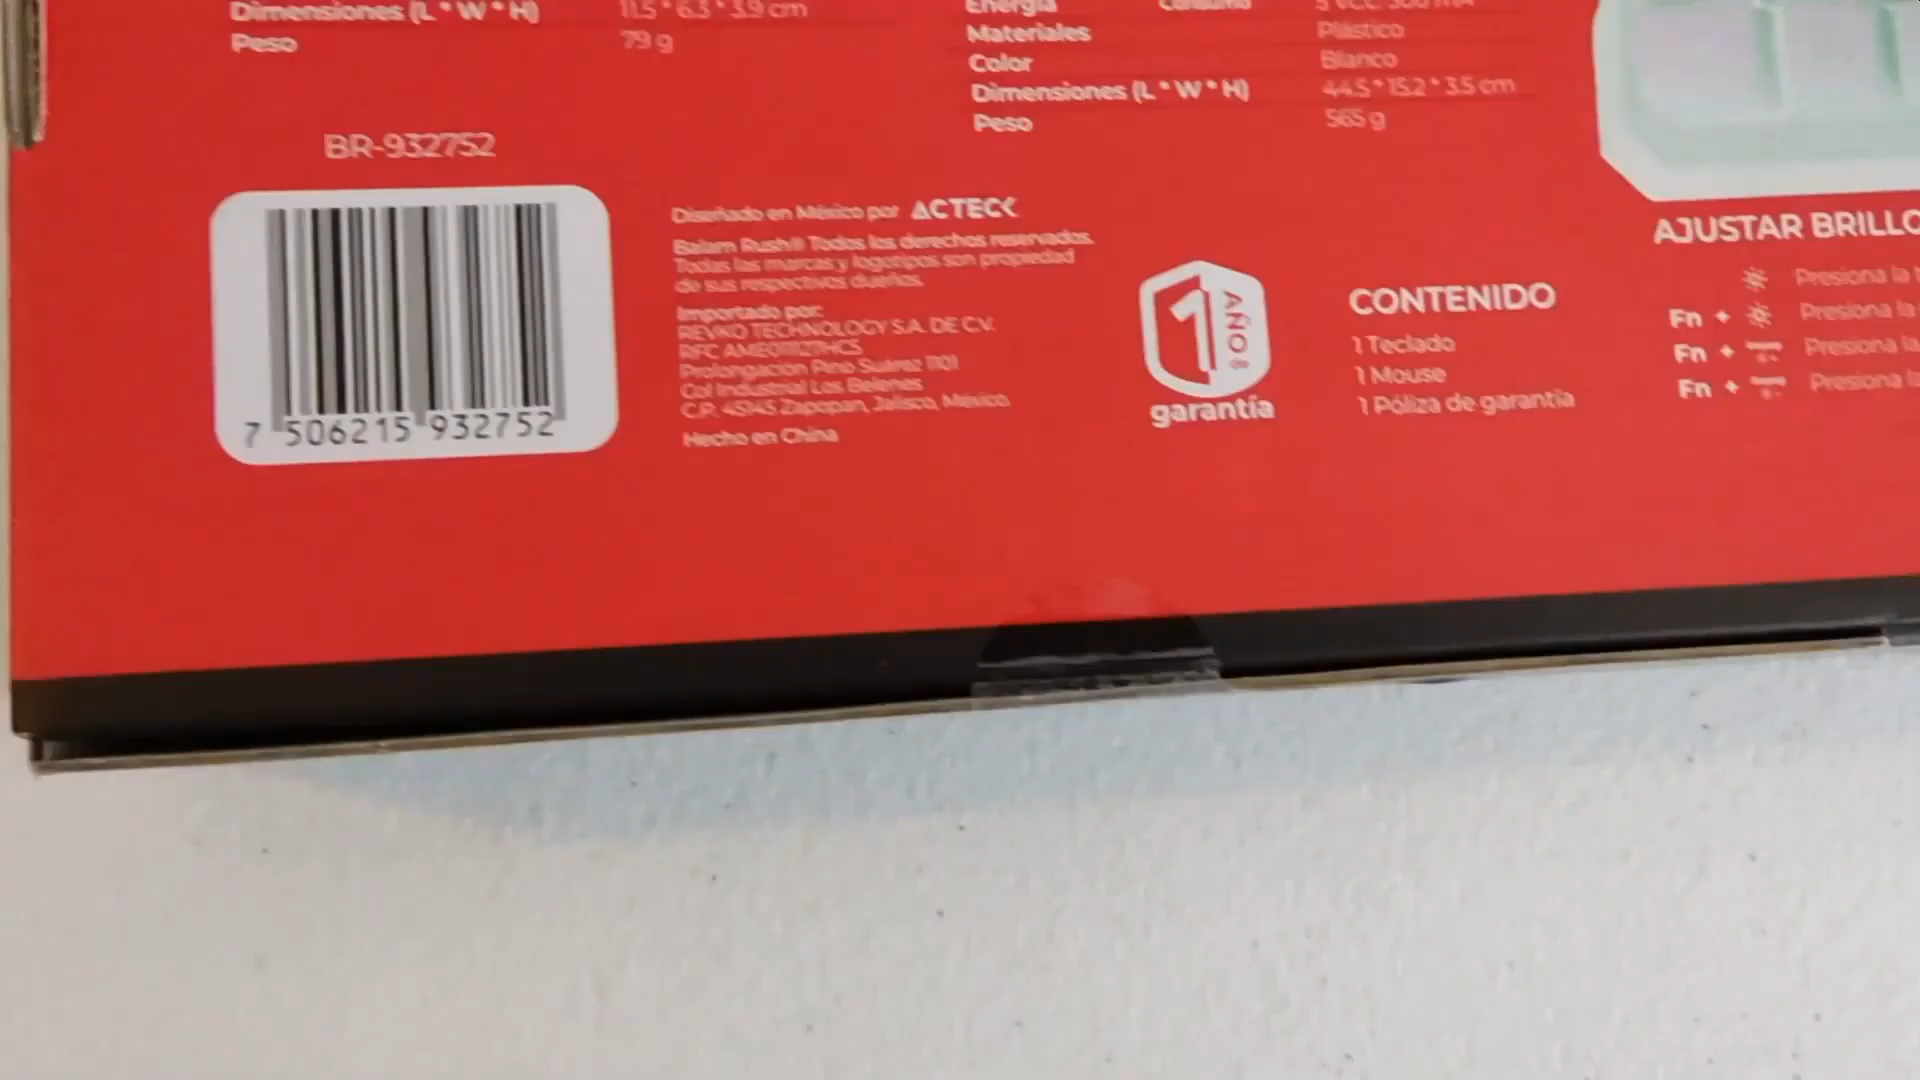 Dimensiones (L * W * H) 11.5 * 6.3 * 3.9 cm
Peso 79 g
Energía Consumo 5 VCC, 300 mA
Materiales Plástico
Color Blanco
Dimensiones (L * W * H) 44.5 * 15.2 * 3.5 cm
Peso 565 g
BR-932752
7 506215 932752
Diseñado en México por ACTECK
Balam Rush® Todos los derechos reservados.
Todas las marcas y logotipos son propiedad
de sus respectivos dueños.
Importado por:
REVKO TECHNOLOGY S.A. DE C.V.
RFC
Prolongación Pino Suárez 1101
Col Industrial Los Belenes
C.P. 45145 Zapopan, Jalisco, México.
Hecho en China
1 AÑO
garantía
CONTENIDO
1 Teclado
1 Mouse
1 Póliza de garantía
AJUSTAR BRILLO
Presiona la
Fn + Presiona la
Fn + Presiona la
Fn + Presiona la